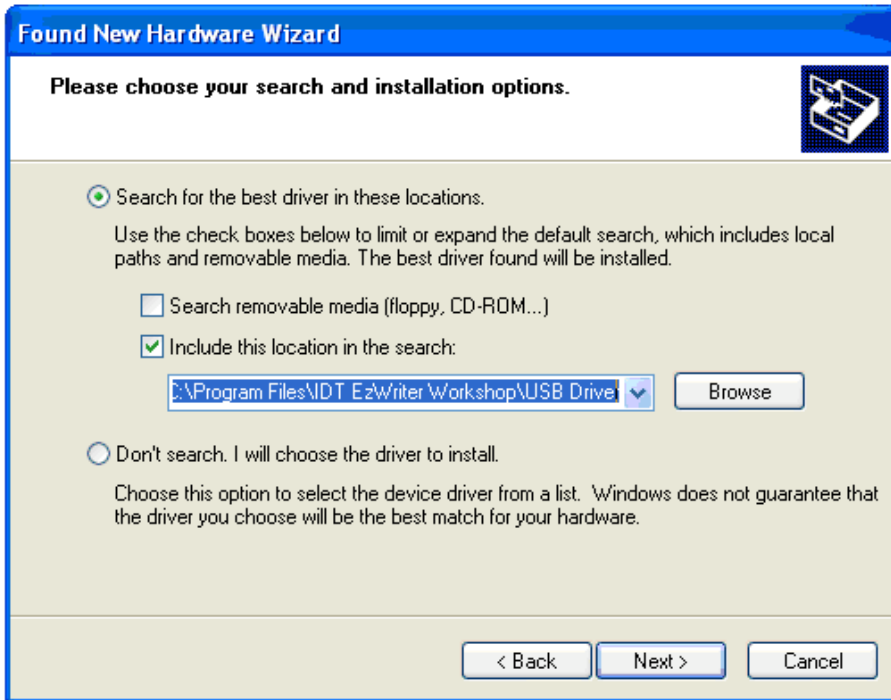 Found New Hardware Wizard
Please choose your search and installation options.
Search for the best driver in these locations.
Use the check boxes below to limit or expand the default search, which includes local
paths and removable media. The best driver found will be installed.
Search removable media (floppy, CD-ROM...)
Include this location in the search:
C:\Program Files\IDT EzWriter Workshop\USB Driver
Browse
Don't search. I will choose the driver to install.
Choose this option to select the device driver from a list. Windows does not guarantee that
the driver you choose will be the best match for your hardware.
< Back
Next >
Cancel